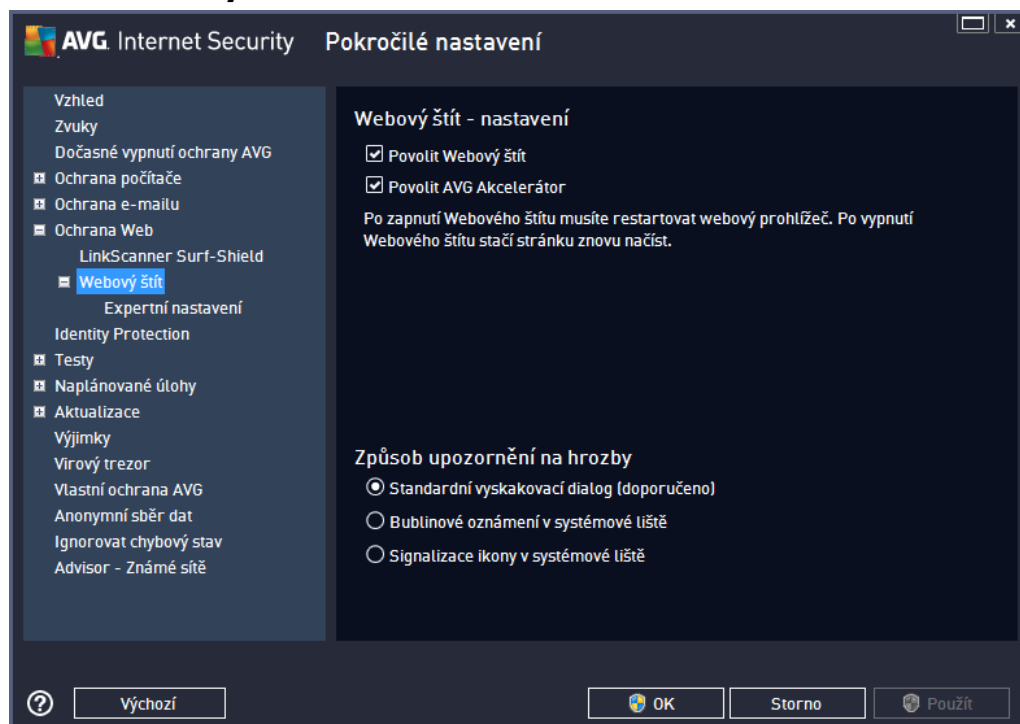 AVG. Internet Security Pokročilé nastavení
Vzhled
Zvuky
Dočasné vypnutí ochrany AVG
Ochrana počítače
Ochrana e-mailu
Ochrana Web
LinkScanner Surf-Shield
Webový štít
Expertní nastavení
Identity Protection
Testy
Naplánované úlohy
Aktualizace
Výjimky
Virový trezor
Vlastní ochrana AVG
Anonymní sběr dat
Ignorovat chybový stav
Advisor - Známé sítě
Webový štít - nastavení
Povolit Webový štít
Povolit AVG Akcelerátor
Po zapnutí Webového štítu musíte restartovat webový prohlížeč. Po vypnutí
Webového štítu stačí stránku znovu načíst.
Způsob upozornění na hrozby
Standardní vyskakovací dialog (doporučeno)
Bublinové oznámení v systémové liště
Signalizace ikony v systémové liště
Výchozí
OK
Storno
Použít